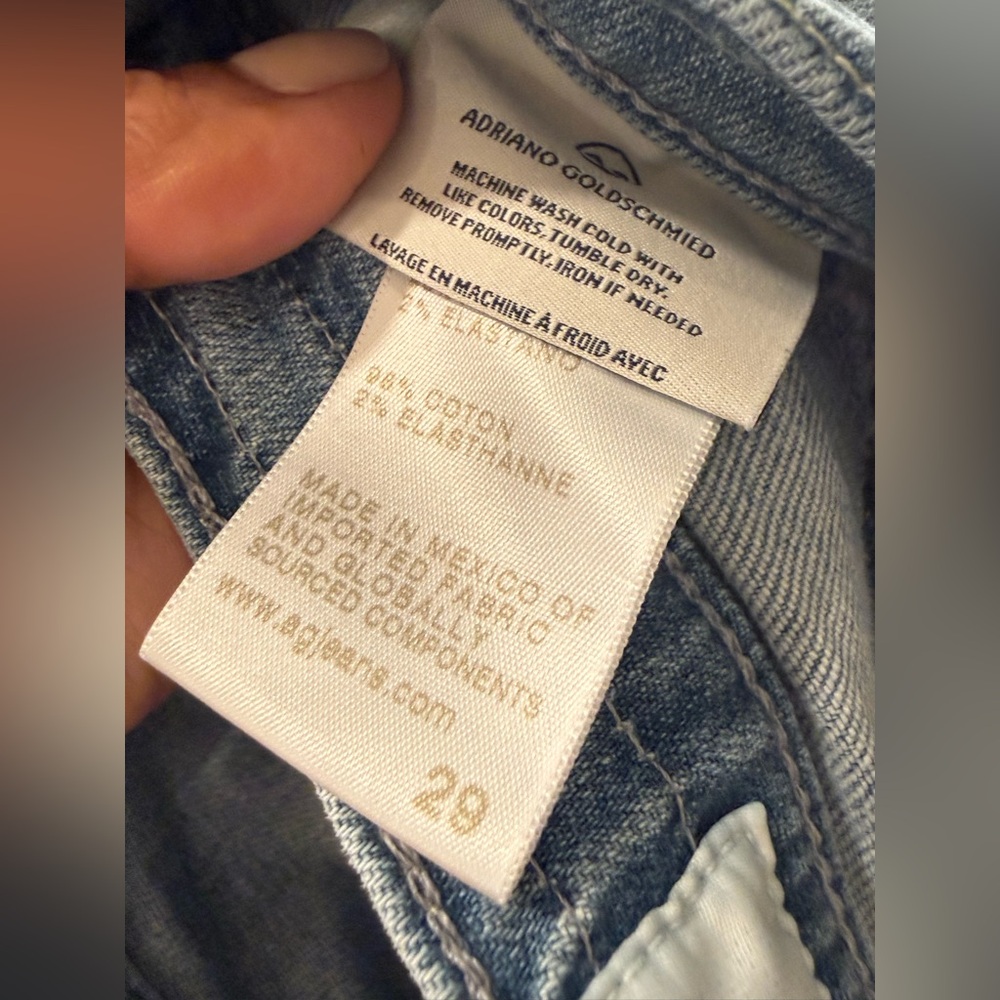 ADRIANO GOLDSCHMIED
MACHINE WASH COLD WITH
LIKE COLORS, TUMBLE DRY.
REMOVE PROMPTLY. IRON IF NEEDED
LAVAGE EN MACHINE À FROID AVEC
98% COTON
2% ELASTHANNE
MADE IN MEXICO OF
IMPORTED FABRIC
AND GLOBALLY
SOURCED COMPONENTS
www.agjeans.com
29